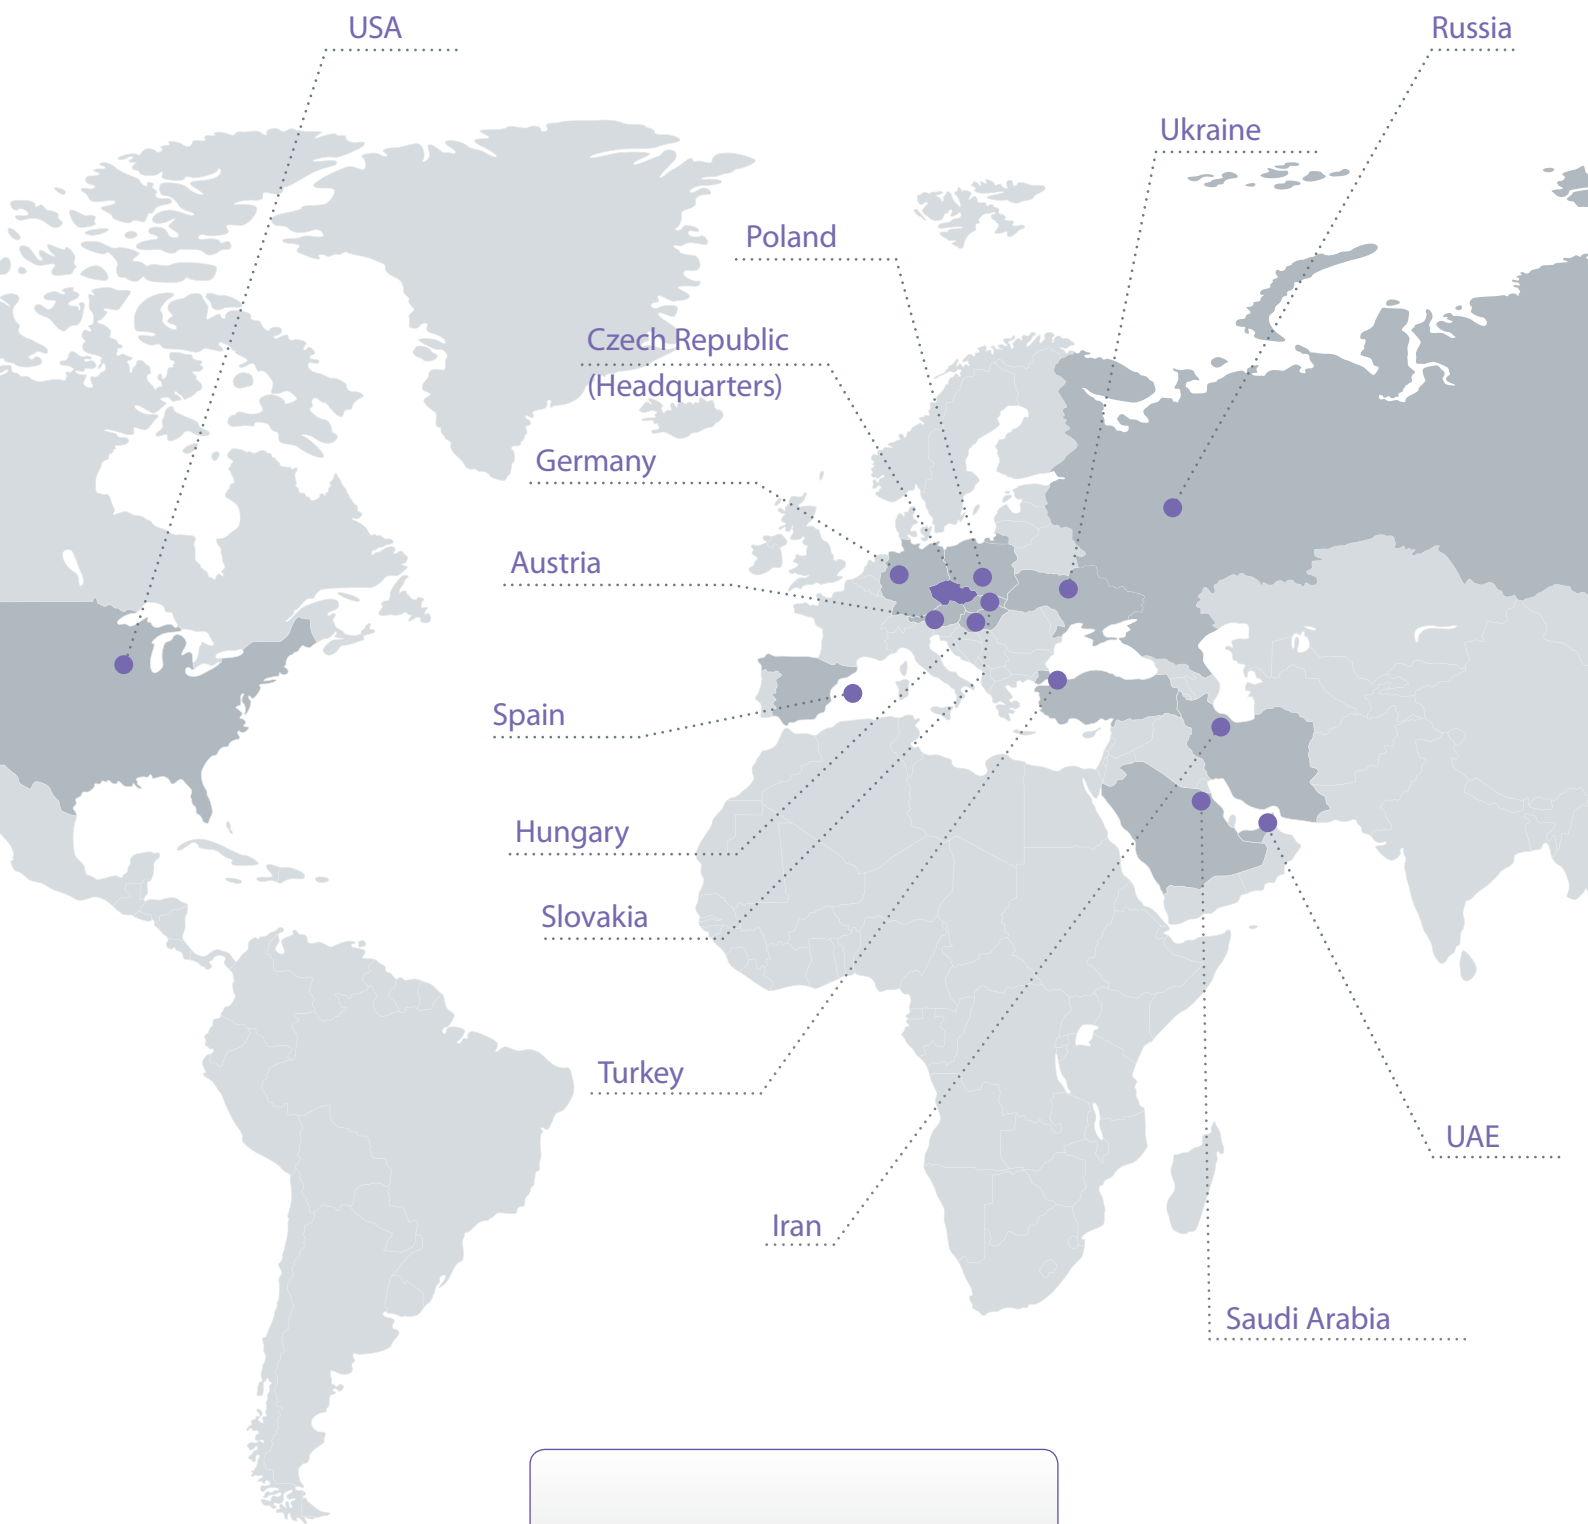 USA
Russia
Ukraine
Poland
Czech Republic
(Headquarters)
Germany
Austria
Spain
Hungary
Slovakia
Turkey
UAE
Iran
Saudi Arabia